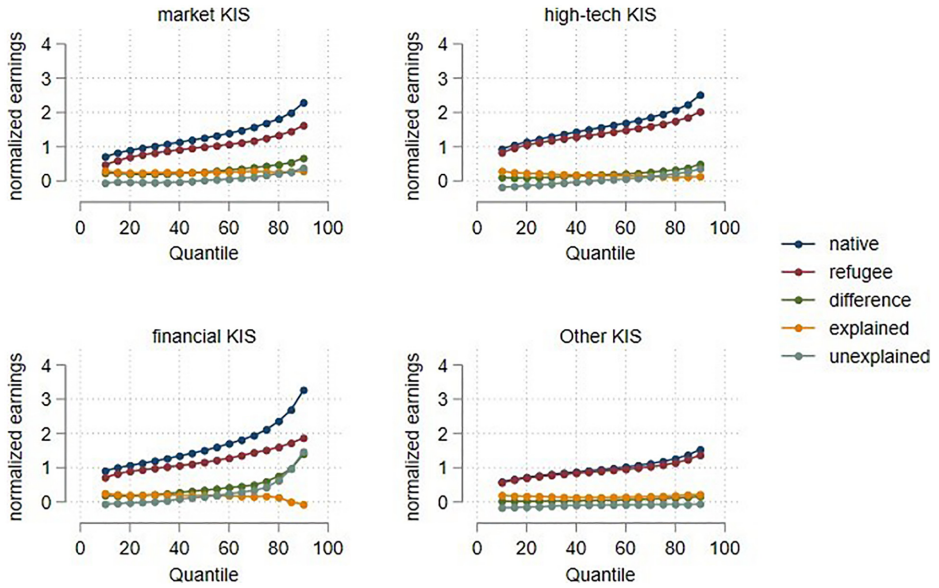 market KIS
normalized earnings
4
3
2
1
0
0 20 40 60 80 100
Quantile
high-tech KIS
normalized earnings
4
3
2
1
0
0 20 40 60 80 100
Quantile
financial KIS
normalized earnings
4
3
2
1
0
0 20 40 60 80 100
Quantile
Other KIS
normalized earnings
4
3
2
1
0
0 20 40 60 80 100
Quantile
native
refugee
difference
explained
unexplained